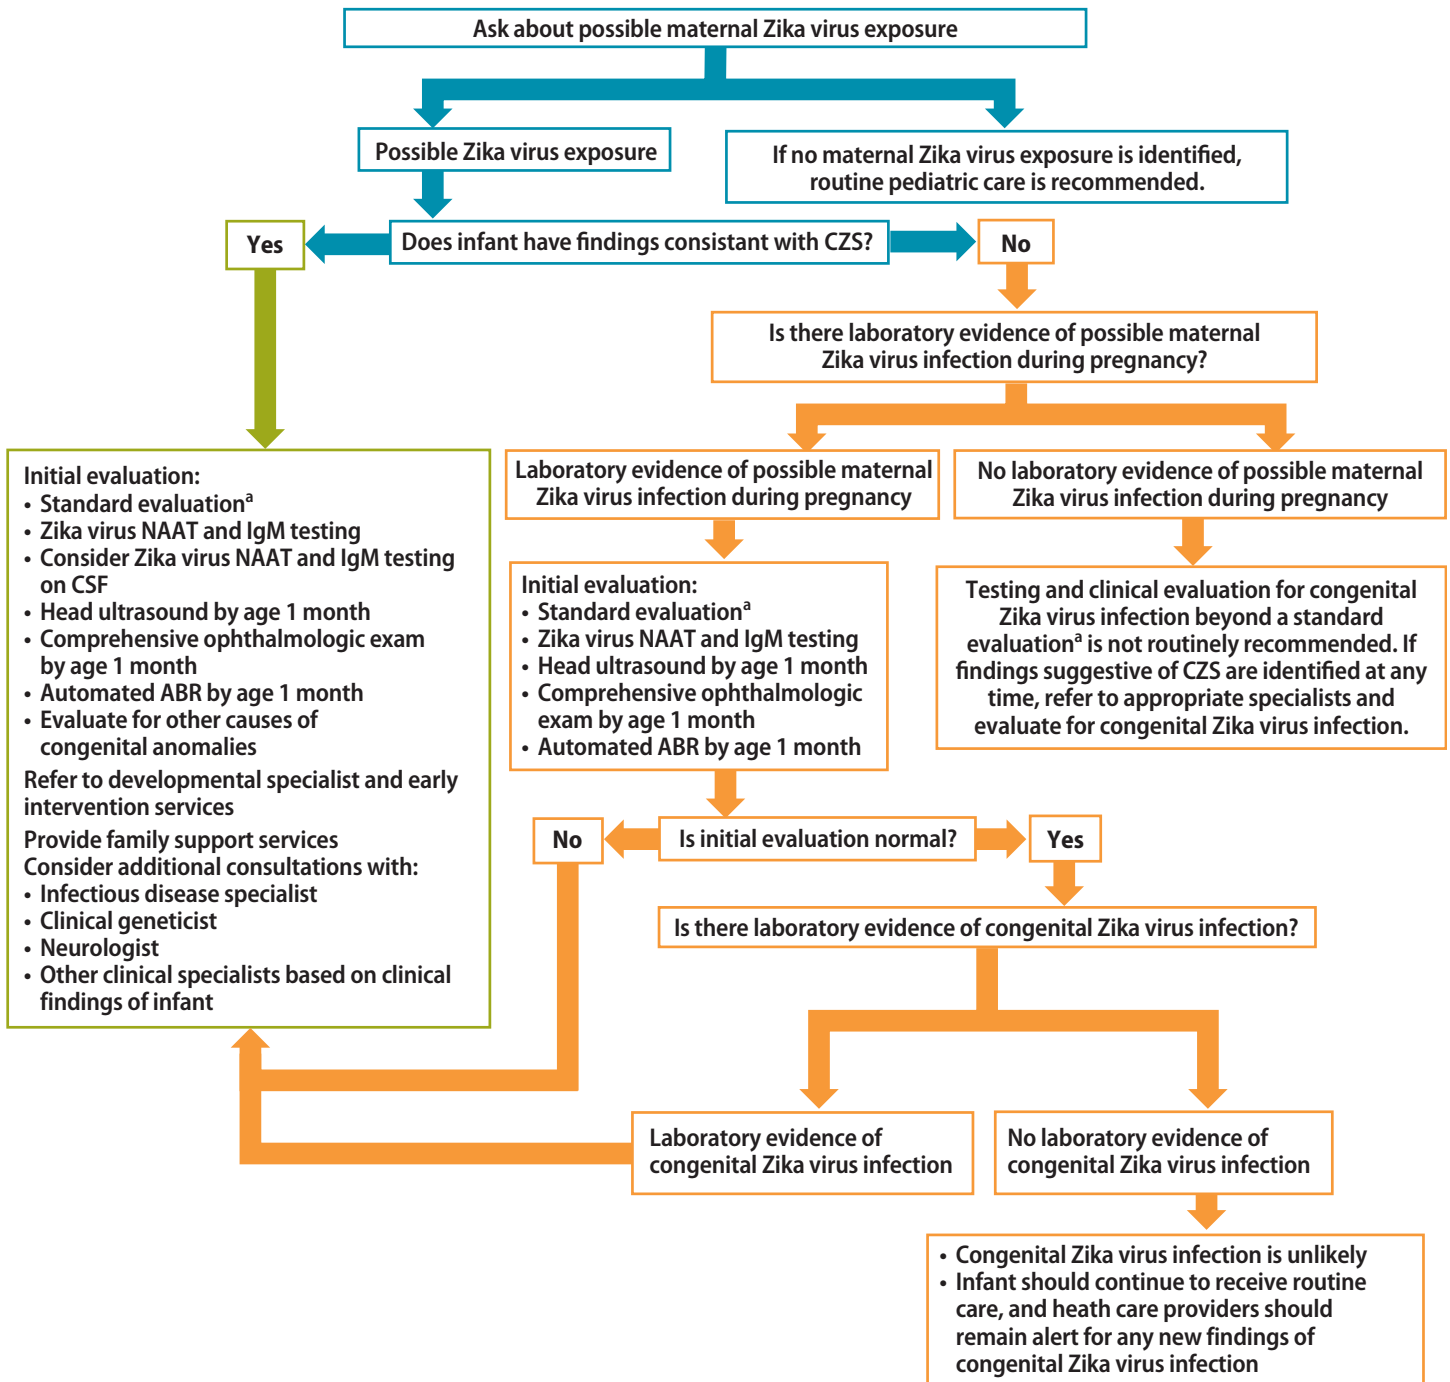 Ask about possible maternal Zika virus exposure
Possible Zika virus exposure
If no maternal Zika virus exposure is identified,
routine pediatric care is recommended.
Yes
Does infant have findings consistant with CZS?
No
Is there laboratory evidence of possible maternal
Zika virus infection during pregnancy?
Laboratory evidence of possible maternal
Zika virus infection during pregnancy
No laboratory evidence of possible maternal
Zika virus infection during pregnancy
Initial evaluation:
• Standard evaluationᵃ
• Zika virus NAAT and IgM testing
• Consider Zika virus NAAT and IgM testing
on CSF
• Head ultrasound by age 1 month
• Comprehensive ophthalmologic exam
by age 1 month
• Automated ABR by age 1 month
• Evaluate for other causes of
congenital anomalies
Refer to developmental specialist and early
intervention services
Provide family support services
Consider additional consultations with:
• Infectious disease specialist
• Clinical geneticist
• Neurologist
• Other clinical specialists based on clinical
findings of infant
Initial evaluation:
• Standard evaluationᵃ
• Zika virus NAAT and IgM testing
• Head ultrasound by age 1 month
• Comprehensive ophthalmologic
exam by age 1 month
• Automated ABR by age 1 month
Testing and clinical evaluation for congenital
Zika virus infection beyond a standard
evaluationᵃ is not routinely recommended. If
findings suggestive of CZS are identified at any
time, refer to appropriate specialists and
evaluate for congenital Zika virus infection.
No
Is initial evaluation normal?
Yes
Is there laboratory evidence of congenital Zika virus infection?
Laboratory evidence of
congenital Zika virus infection
No laboratory evidence of
congenital Zika virus infection
• Congenital Zika virus infection is unlikely
• Infant should continue to receive routine
care, and heath care providers should
remain alert for any new findings of
congenital Zika virus infection